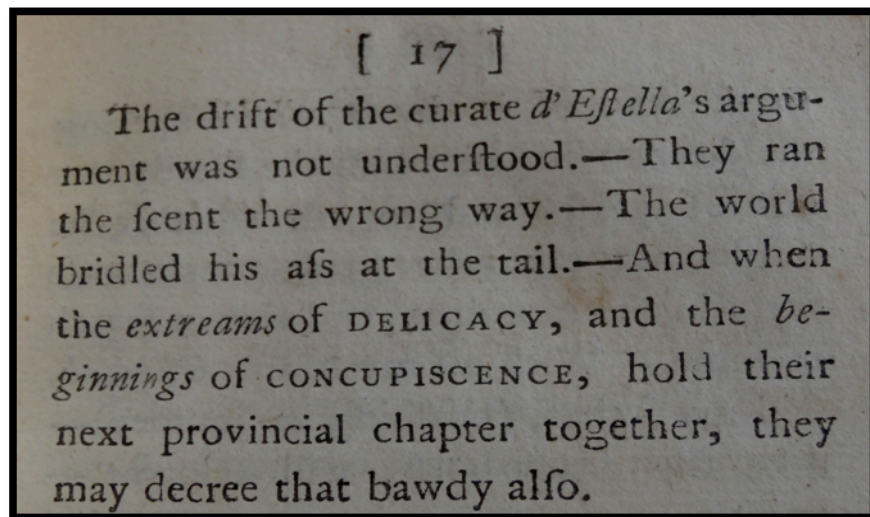 [ 17 ]
The drift of the curate d'Eſtella's argu-
ment was not underſtood.—They ran
the ſcent the wrong way.—The world
bridled his aſs at the tail.—And when
the extreams of DELICACY, and the be-
ginnings of CONCUPISCENCE, hold their
next provincial chapter together, they
may decree that bawdy alſo.